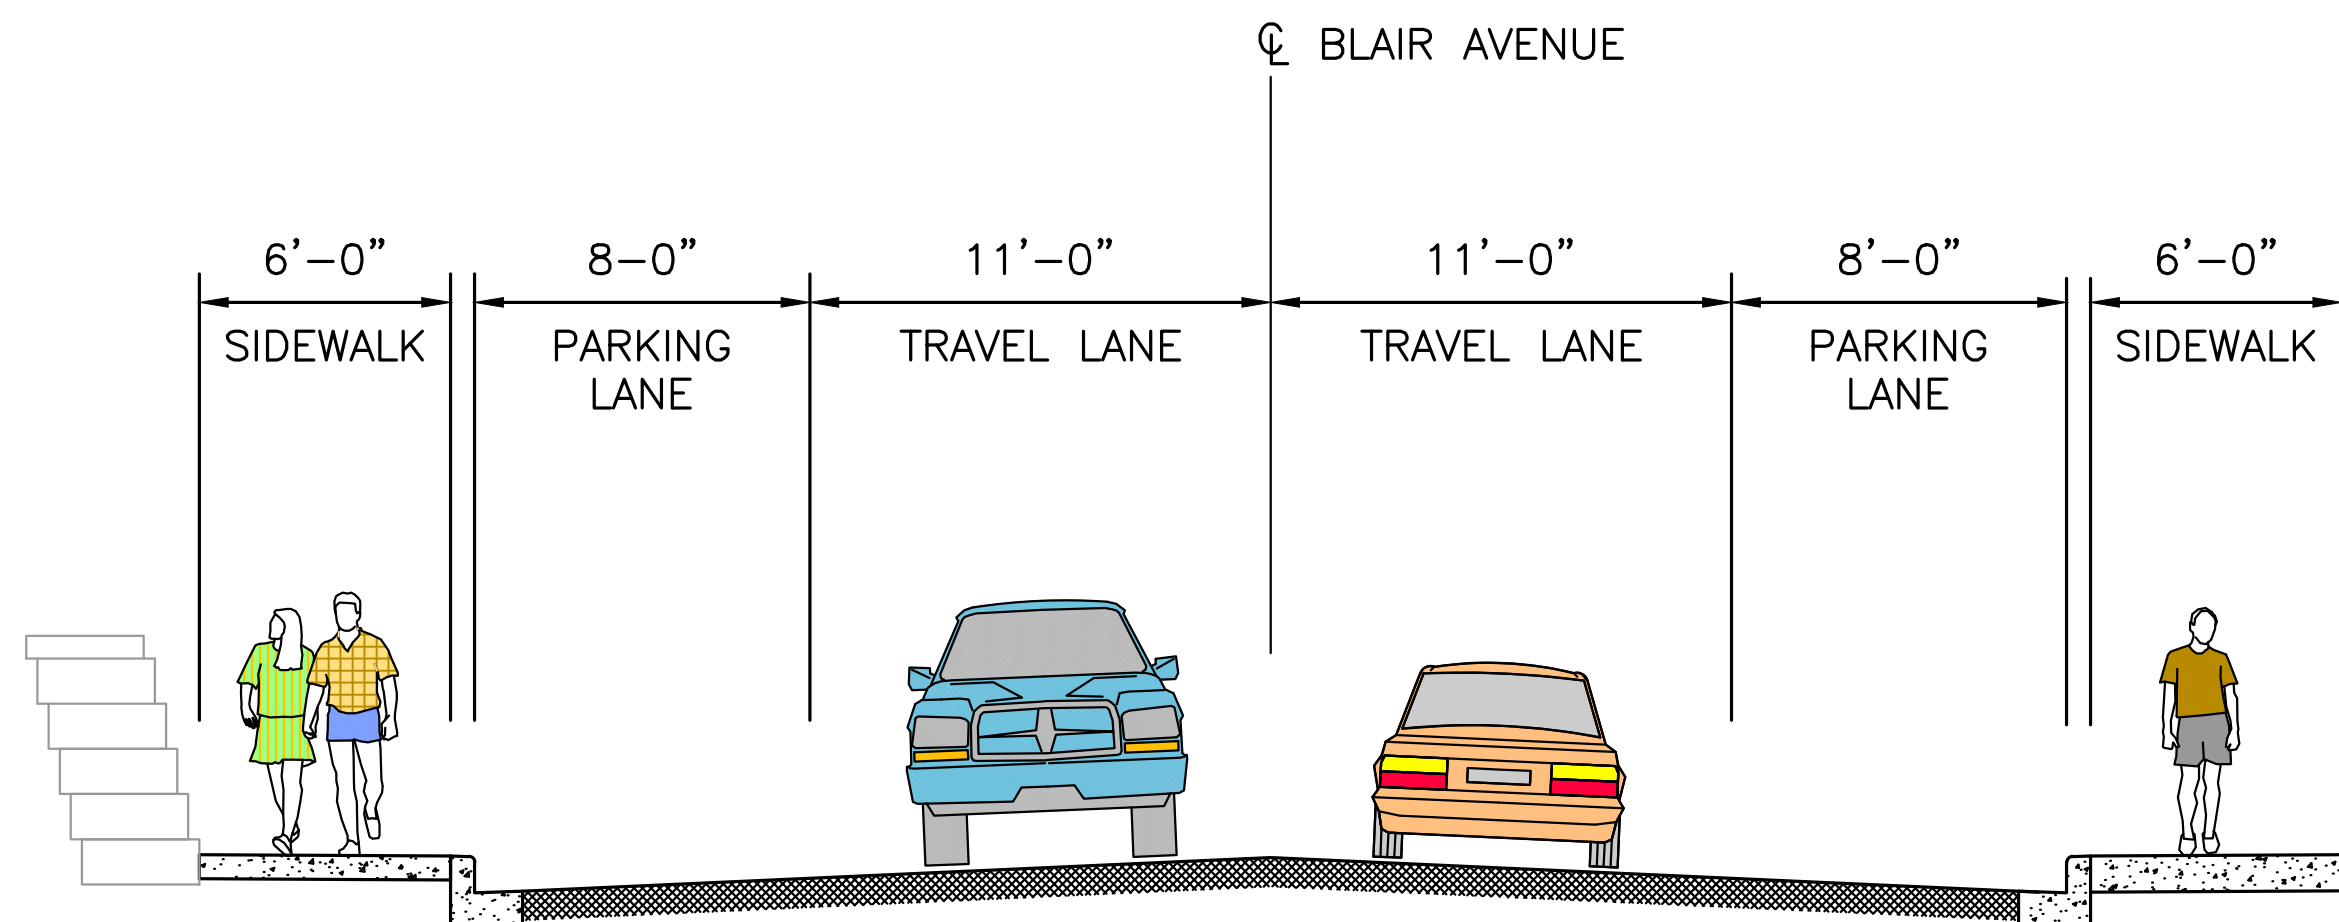 ℄ BLAIR AVENUE
6'-0" 8-0" 11'-0" 11'-0" 8'-0" 6'-0"
SIDEWALK PARKING LANE TRAVEL LANE TRAVEL LANE PARKING LANE SIDEWALK